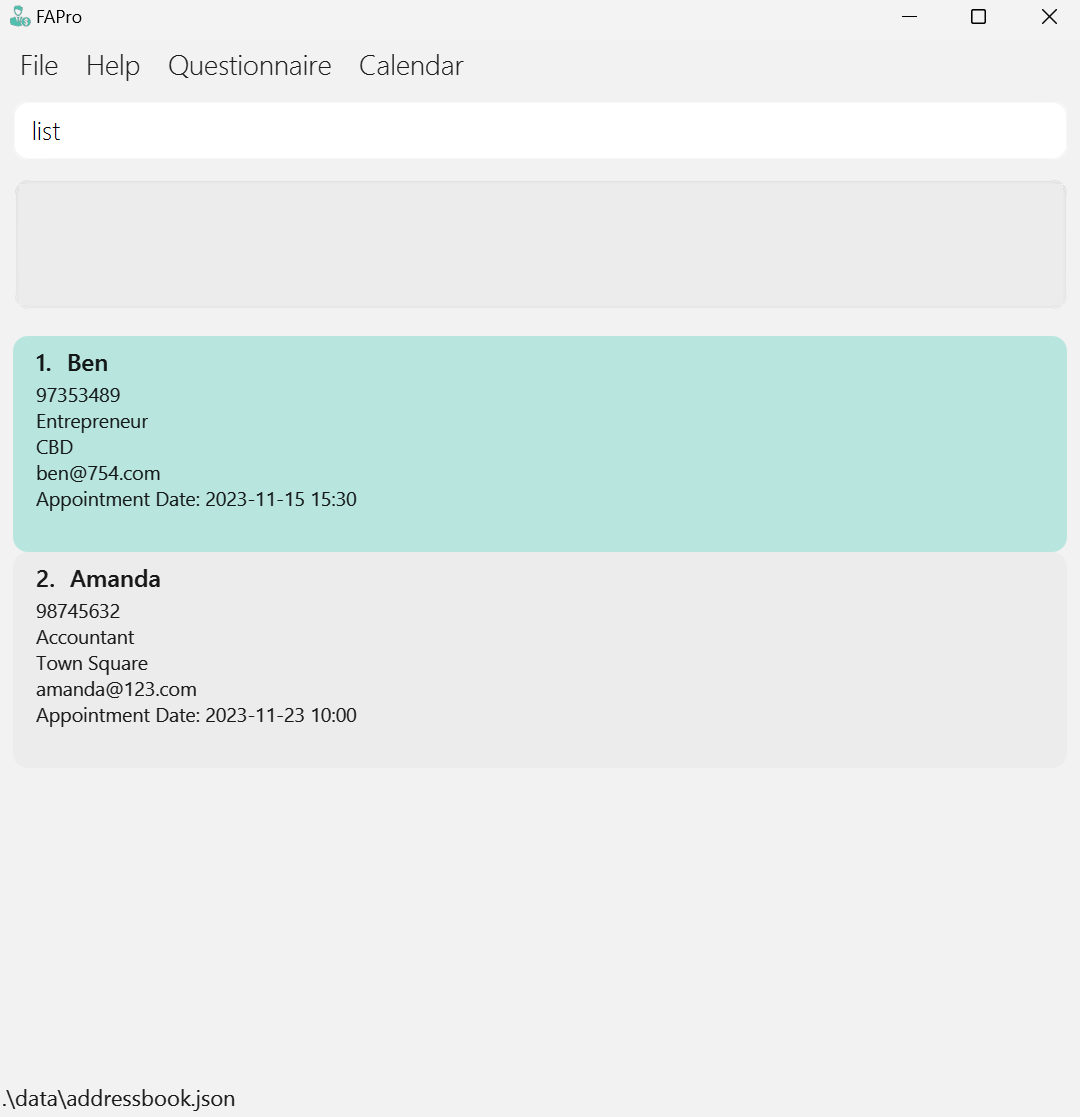 FAPro
File Help Questionnaire Calendar
list
1. Ben
97353489
Entrepreneur
CBD
ben@754.com
Appointment Date: 2023-11-15 15:30
2. Amanda
98745632
Accountant
Town Square
amanda@123.com
Appointment Date: 2023-11-23 10:00
.\data\addressbook.json